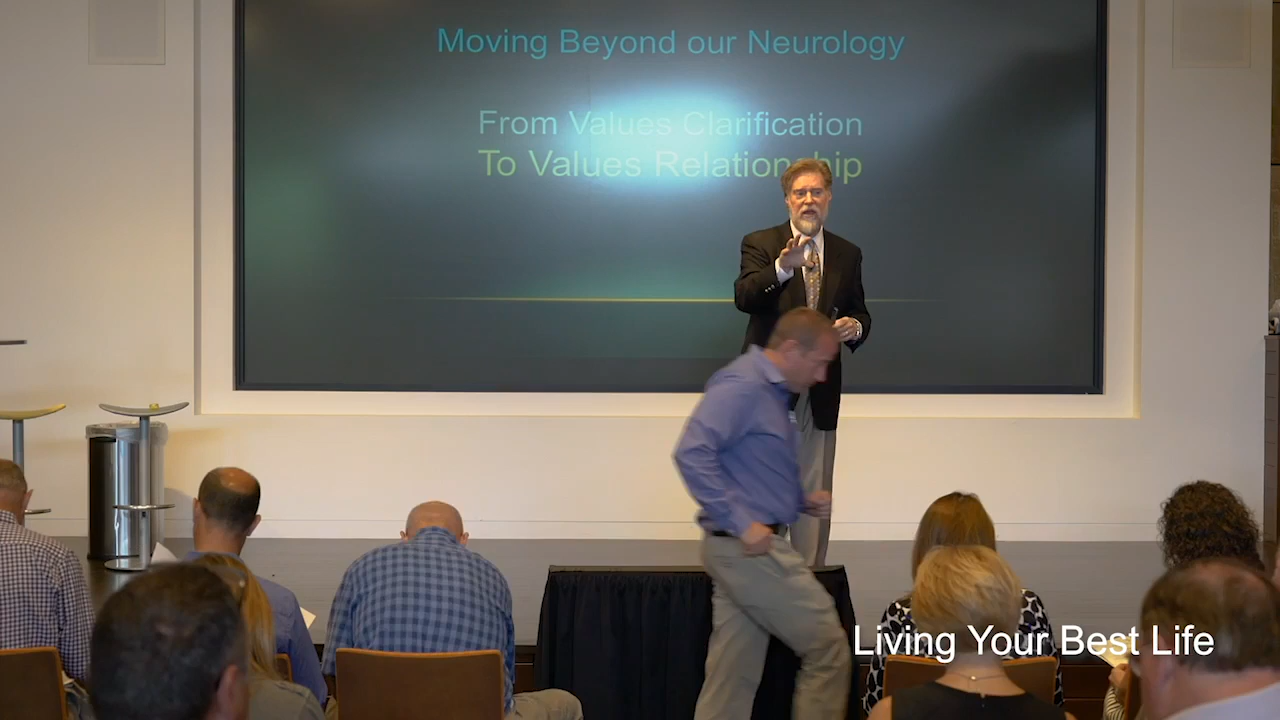 Moving Beyond our Neurology
From Values Clarification
To Values Relationship
Living Your Best Life